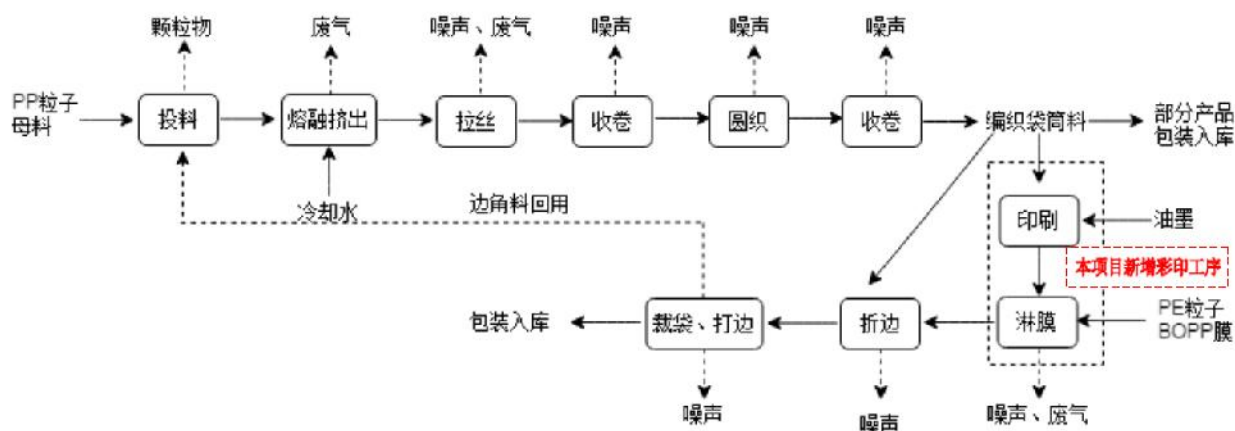 颗粒物
废气
噪声、废气
噪声
噪声
噪声
PP粒子
母料
投料
熔融挤出
拉丝
收卷
圆织
收卷
编织袋筒料
部分产品
包装入库
冷却水
边角料回用
印刷
油墨
本项目新增彩印工序
包装入库
裁袋、打边
折边
淋膜
PE粒子
BOPP膜
噪声
噪声
噪声、废气